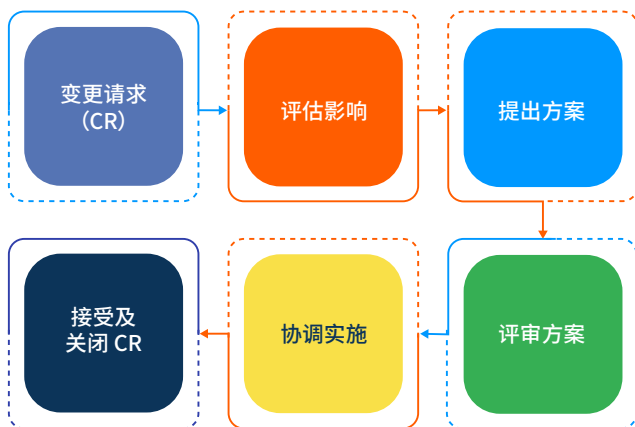 变更请求
（CR）
评估影响
提出方案
接受及
关闭 CR
协调实施
评审方案